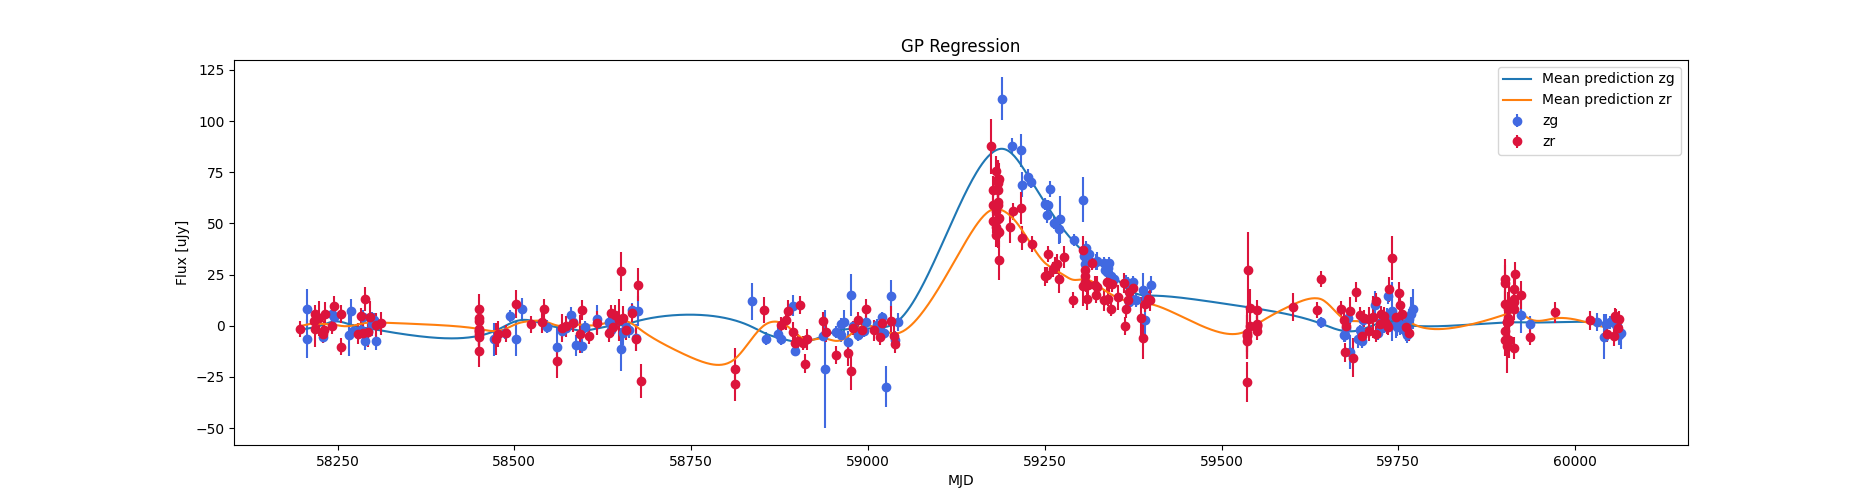 GP Regression
Flux [uJy]
125
100
75
50
25
0
−25
−50
Mean prediction zg
Mean prediction zr
zg
zr
58250 58500 58750 59000 59250 59500 59750 60000
MJD